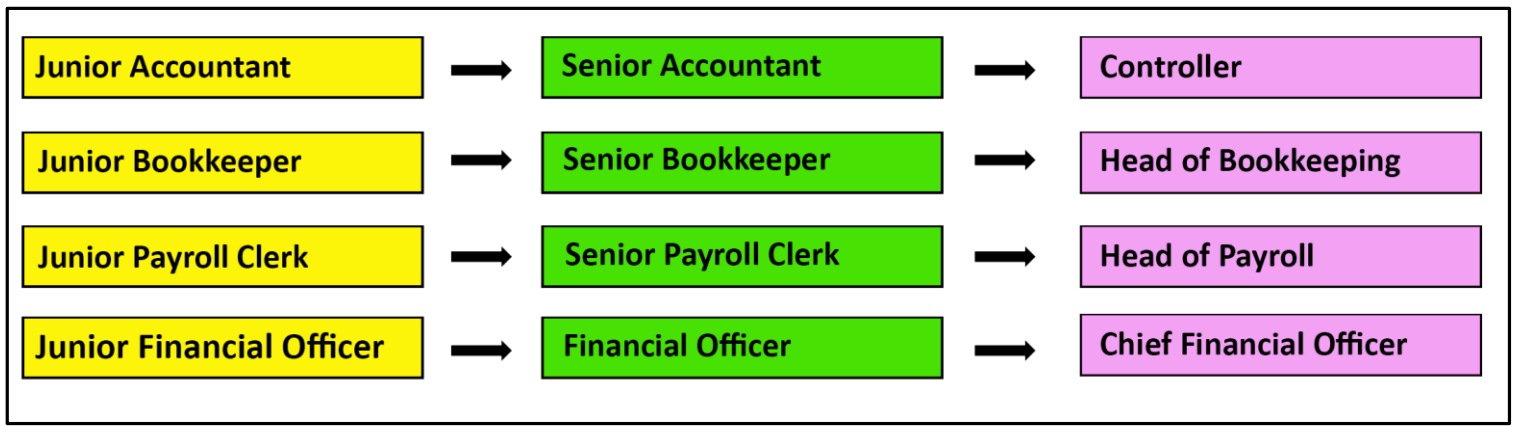 Junior Accountant
Senior Accountant
Controller
Junior Bookkeeper
Senior Bookkeeper
Head of Bookkeeping
Junior Payroll Clerk
Senior Payroll Clerk
Head of Payroll
Junior Financial Officer
Financial Officer
Chief Financial Officer